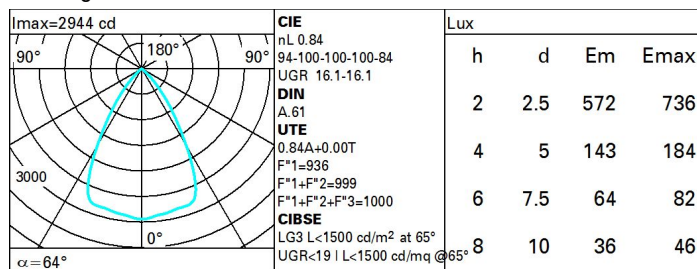 Imax=2944 cd
90° 180° 90°
3000
0°
α=64°
CIE
nL 0.84
94-100-100-100-84
UGR 16.1-16.1
DIN
A.61
UTE
0.84A+0.00T
F"1=936
F"1+F"2=999
F"1+F"2+F"3=1000
CIBSE
LG3 L<1500 cd/m² at 65°
UGR<19 | L<1500 cd/mq @65°
Lux
h d Em Emax
2 2.5 572 736
4 5 143 184
6 7.5 64 82
8 10 36 46